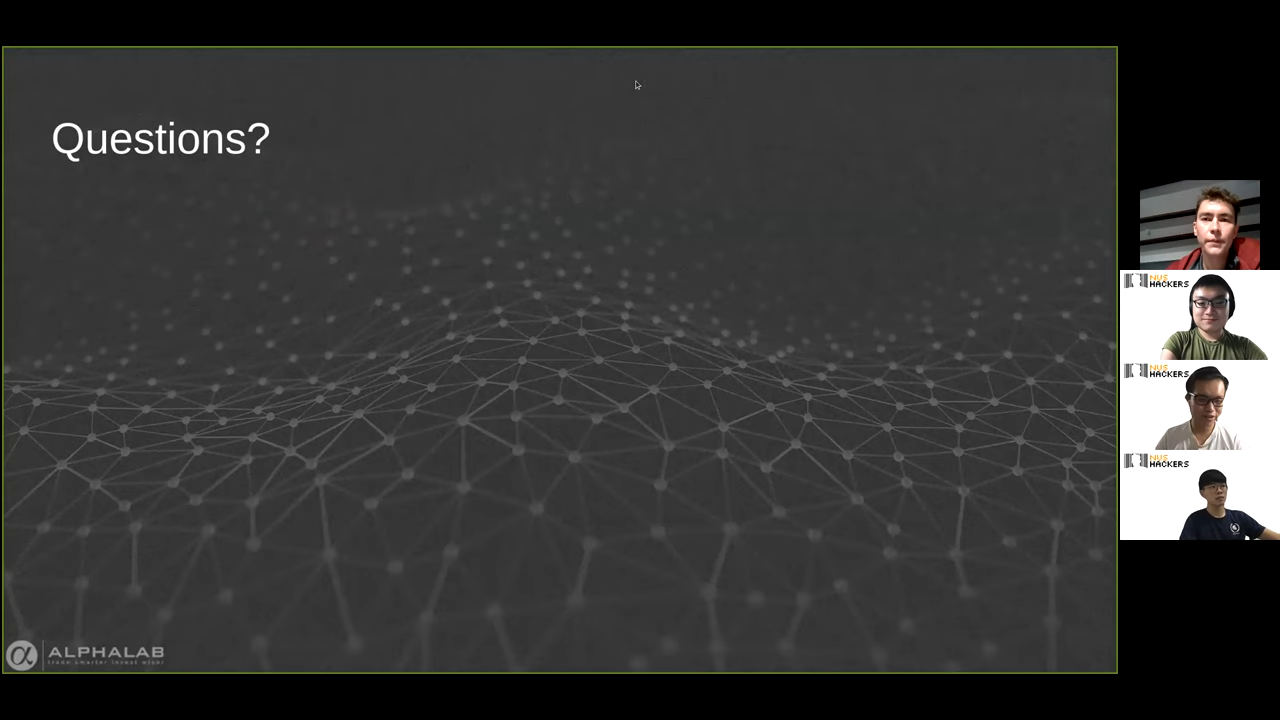 Questions?
ALPHALAB
trade smarter invest wiser
NUS
HACKERS
NUS
HACKERS
NUS
HACKERS